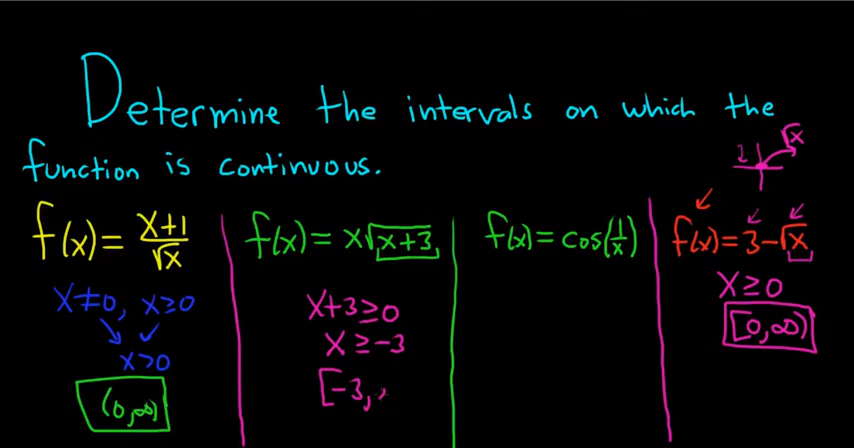 Determine the intervals on which the
function is continuous.
f(x) = x+1/√x
x≠0, x≥0
x>0
(0,∞)
f(x) = x√x+3
x+3≥0
x≥-3
[-3,
f(x) = cos(1/x)
√x
f(x) = 3-√x
x≥0
[0,∞)